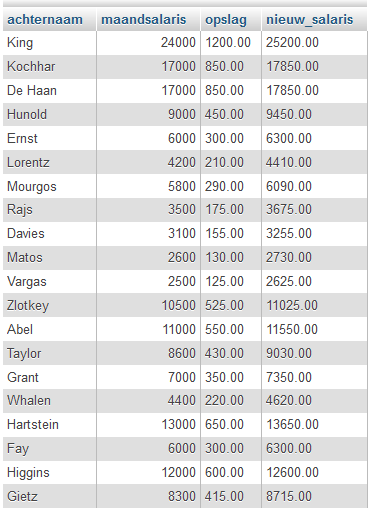 achternaam maandsalaris opslag nieuw_salaris
King 24000 1200.00 25200.00
Kochhar 17000 850.00 17850.00
De Haan 17000 850.00 17850.00
Hunold 9000 450.00 9450.00
Ernst 6000 300.00 6300.00
Lorentz 4200 210.00 4410.00
Mourgos 5800 290.00 6090.00
Rajs 3500 175.00 3675.00
Davies 3100 155.00 3255.00
Matos 2600 130.00 2730.00
Vargas 2500 125.00 2625.00
Zlotkey 10500 525.00 11025.00
Abel 11000 550.00 11550.00
Taylor 8600 430.00 9030.00
Grant 7000 350.00 7350.00
Whalen 4400 220.00 4620.00
Hartstein 13000 650.00 13650.00
Fay 6000 300.00 6300.00
Higgins 12000 600.00 12600.00
Gietz 8300 415.00 8715.00